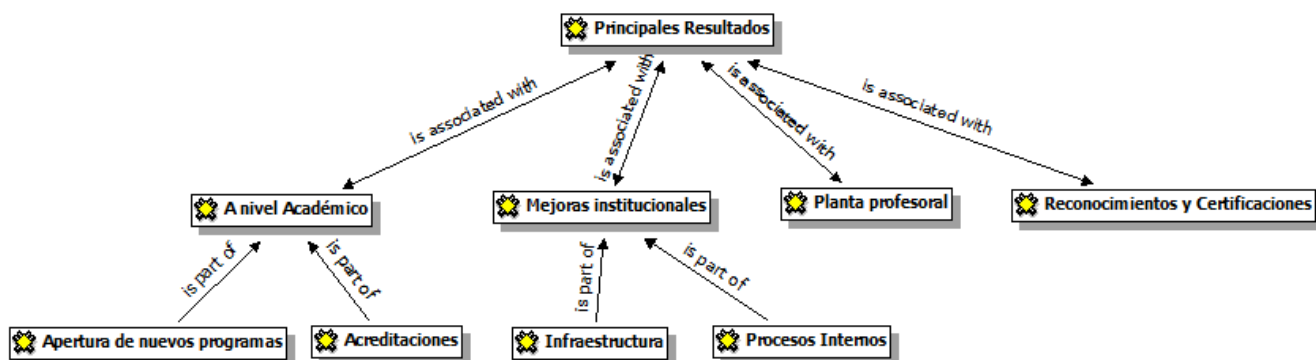 Principales Resultados
is associated with
is associated with
is associated with
is associated with
A nivel Académico
Mejoras institucionales
Planta profesoral
Reconocimientos y Certificaciones
is part of
is part of
is part of
is part of
Apertura de nuevos programas
Acreditaciones
Infraestructura
Procesos Internos